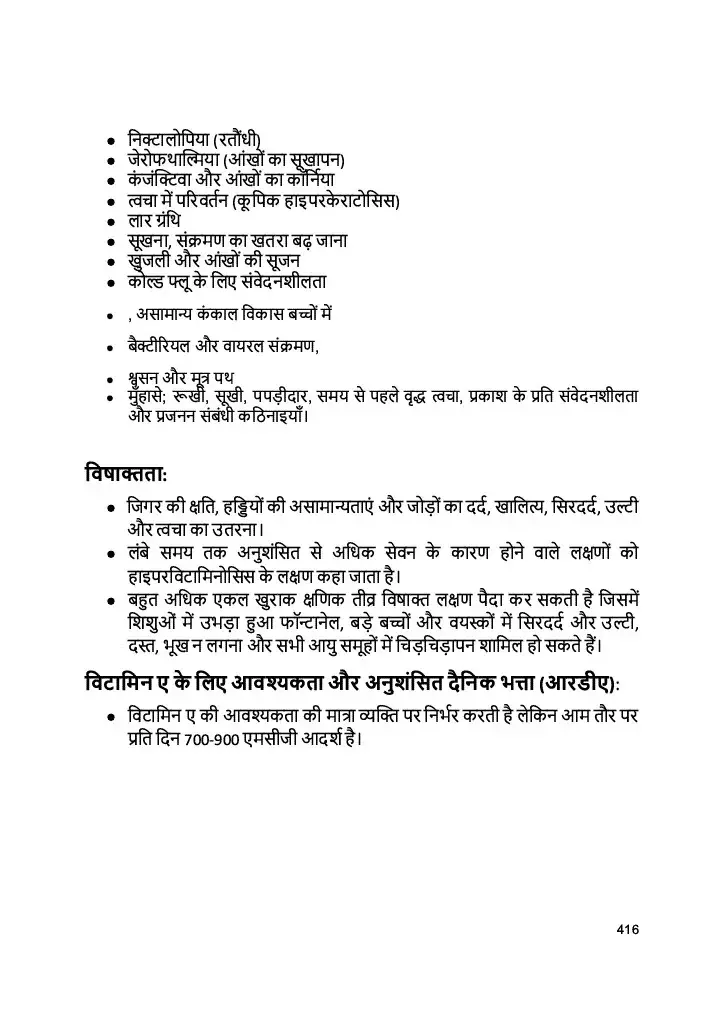 ● निक्टालोपिया (रतौंधी)
● जेरोफथाल्मिया (आंखों का सूखापन)
● कंजंक्टिवा और आंखों का कॉर्निया
● त्वचा में परिवर्तन (कूपिक हाइपरकेराटोसिस)
● लार ग्रंथि
● सूखना, संक्रमण का खतरा बढ़ जाना
● खुजली और आंखों की सूजन
● कोल्ड फ्लू के लिए संवेदनशीलता
● , असामान्य कंकाल विकास बच्चों में
● बैक्टीरियल और वायरल संक्रमण,
● श्वसन और मूत्र पथ
● मुँहासे; रूखी, सूखी, पपड़ीदार, समय से पहले वृद्ध त्वचा, प्रकाश के प्रति संवेदनशीलता
और प्रजनन संबंधी कठिनाइयाँ।
विषाक्तता:
● जिगर की क्षति, हड्डियों की असामान्यताएं और जोड़ों का दर्द, खालित्य, सिरदर्द, उल्टी
और त्वचा का उतरना।
● लंबे समय तक अनुशंसित से अधिक सेवन के कारण होने वाले लक्षणों को
हाइपरविटामिनोसिस के लक्षण कहा जाता है।
● बहुत अधिक एकल खुराक क्षणिक तीव्र विषाक्त लक्षण पैदा कर सकती है जिसमें
शिशुओं में उभड़ा हुआ फॉन्टानेल, बड़े बच्चों और वयस्कों में सिरदर्द और उल्टी,
दस्त, भूख न लगना और सभी आयु समूहों में चिड़चिड़ापन शामिल हो सकते हैं।
विटामिन ए के लिए आवश्यकता और अनुशंसित दैनिक भत्ता (आरडीए):
● विटामिन ए की आवश्यकता की मात्रा व्यक्ति पर निर्भर करती है लेकिन आम तौर पर
प्रति दिन 700-900 एमसीजी आदर्श है।
416